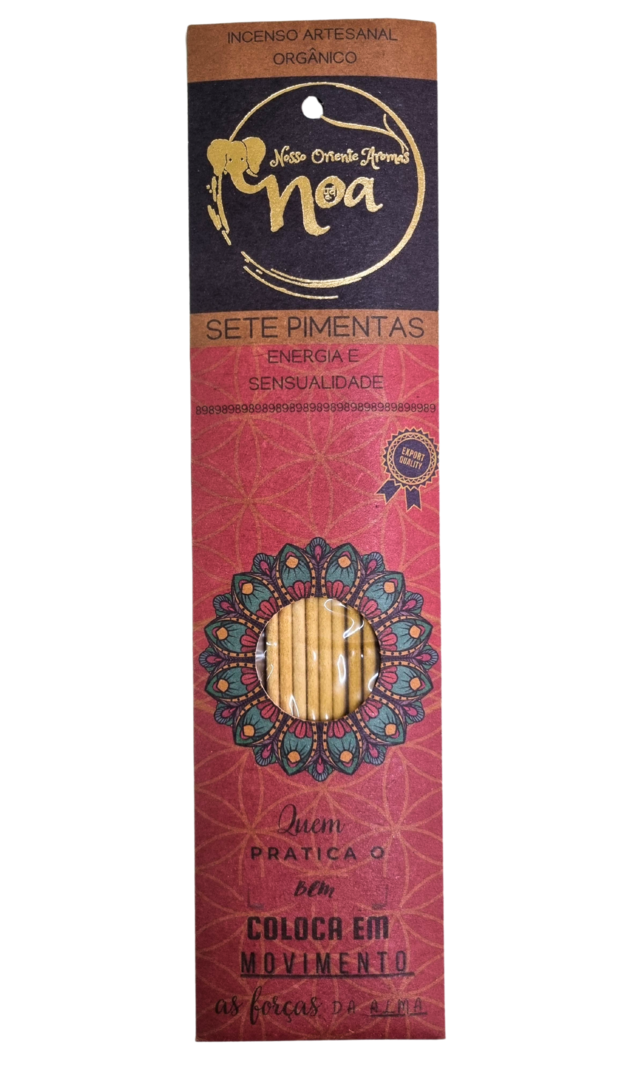 INCENSO ARTESANAL
ORGÂNICO
Nosso Oriente Aromas
noa
SETE PIMENTAS
ENERGIA E
SENSUALIDADE
EXPORT
QUALITY
Quem
PRATICA O
Bem
COLOCA EM
MOVIMENTO
as forças DA ALMA